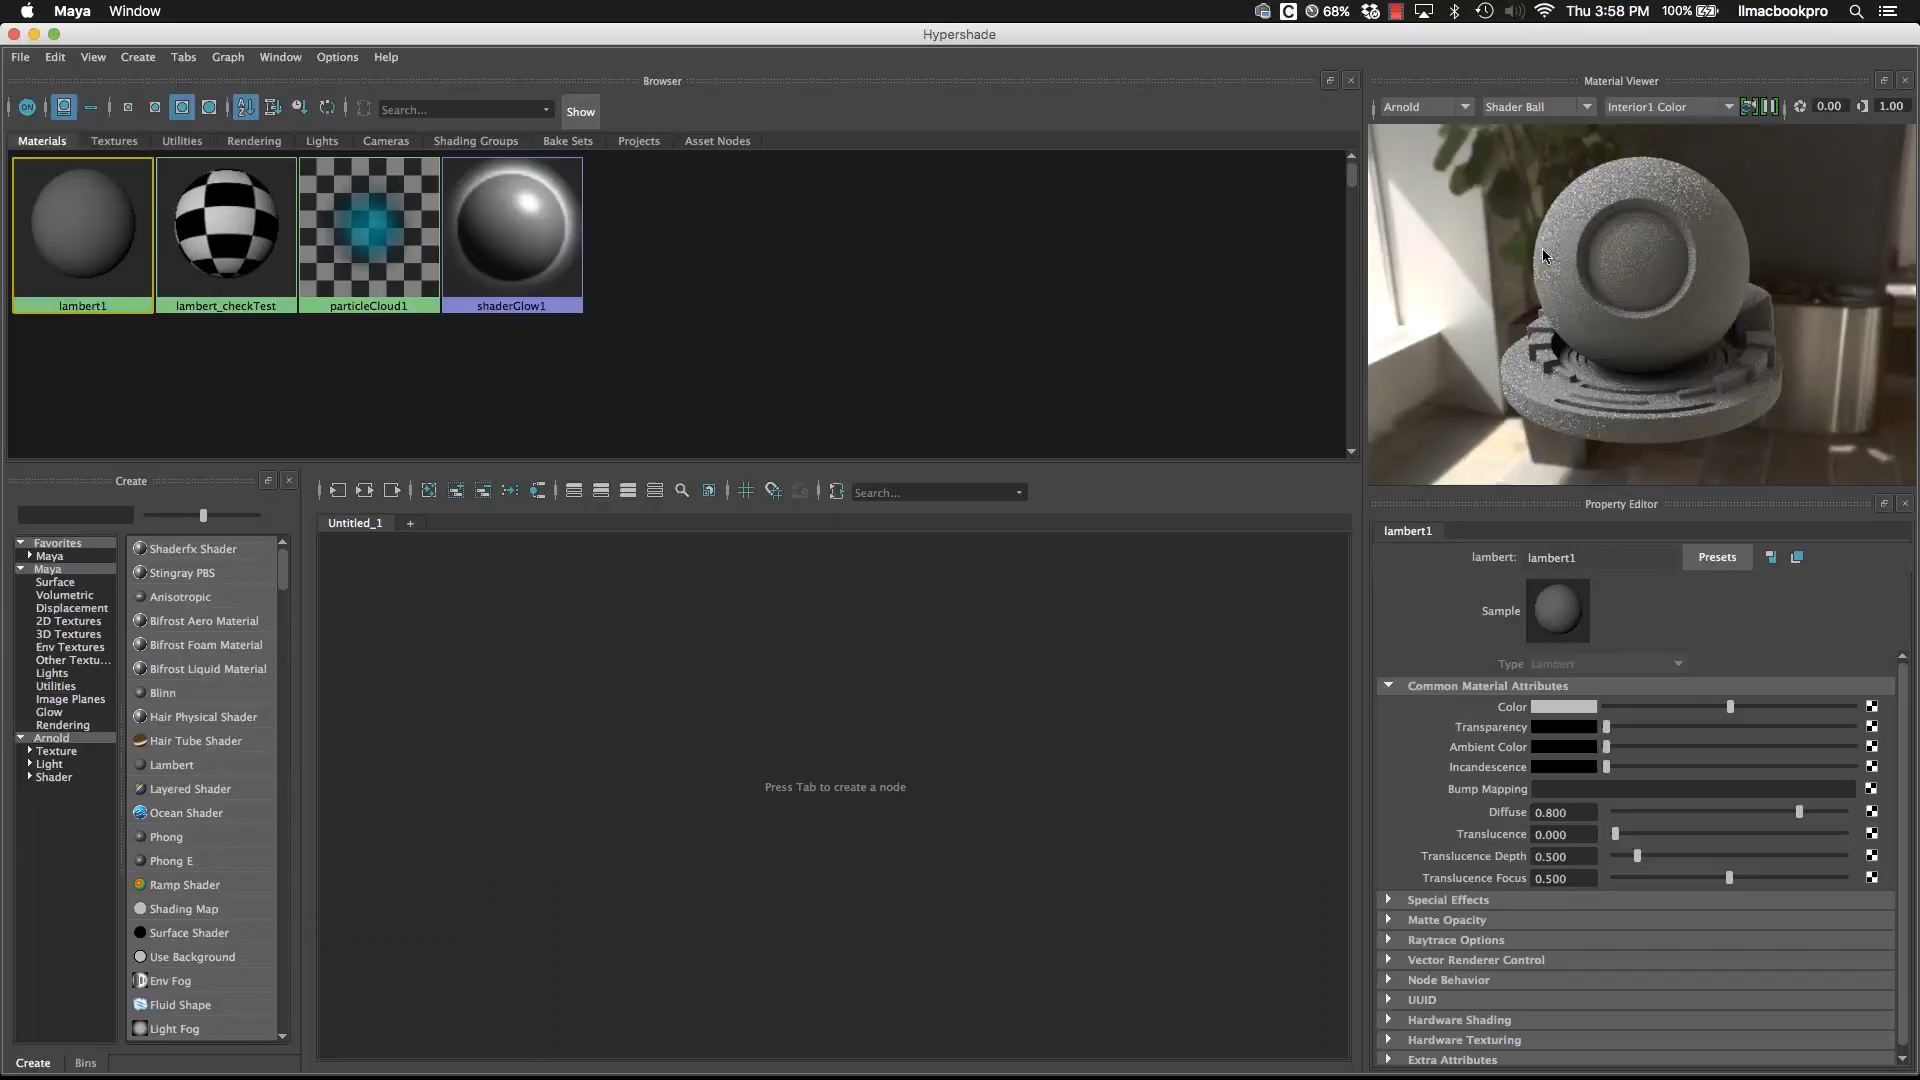 Maya Window 68% Thu 3:58 PM 100% llmacbookpro
Hypershade
File Edit View Create Tabs Graph Window Options Help
Browser
ON Search... Show
Materials Textures Utilities Rendering Lights Cameras Shading Groups Bake Sets Projects Asset Nodes
lambert1 lambert_checkTest particleCloud1 shaderGlow1
Material Viewer
Arnold Shader Ball Interior1 Color 0.00 1.00
Create
Favorites
Maya
Maya
Surface
Volumetric
Displacement
2D Textures
3D Textures
Env Textures
Other Textu...
Lights
Utilities
Image Planes
Glow
Rendering
Arnold
Texture
Light
Shader
Shaderfx Shader
Stingray PBS
Anisotropic
Bifrost Aero Material
Bifrost Foam Material
Bifrost Liquid Material
Blinn
Hair Physical Shader
Hair Tube Shader
Lambert
Layered Shader
Ocean Shader
Phong
Phong E
Ramp Shader
Shading Map
Surface Shader
Use Background
Env Fog
Fluid Shape
Light Fog
Create Bins
Search...
Untitled_1 +
Press Tab to create a node
Property Editor
lambert1
lambert: lambert1 Presets
Sample
Type Lambert
Common Material Attributes
Color
Transparency
Ambient Color
Incandescence
Bump Mapping
Diffuse 0.800
Translucence 0.000
Translucence Depth 0.500
Translucence Focus 0.500
Special Effects
Matte Opacity
Raytrace Options
Vector Renderer Control
Node Behavior
UUID
Hardware Shading
Hardware Texturing
Extra Attributes